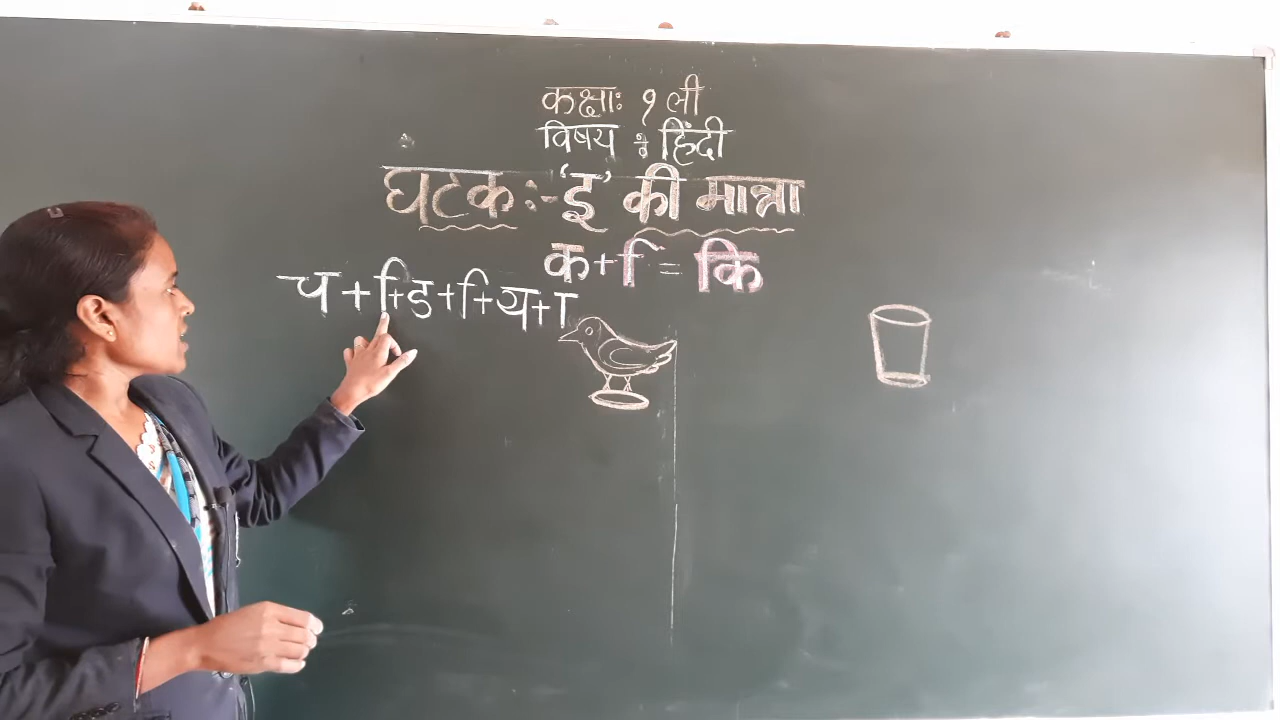 कक्षाः १ ली
विषय : हिंदी
घटक :- 'इ' की मात्रा
क + ि = कि
च + ि + ड + ि + य + ा